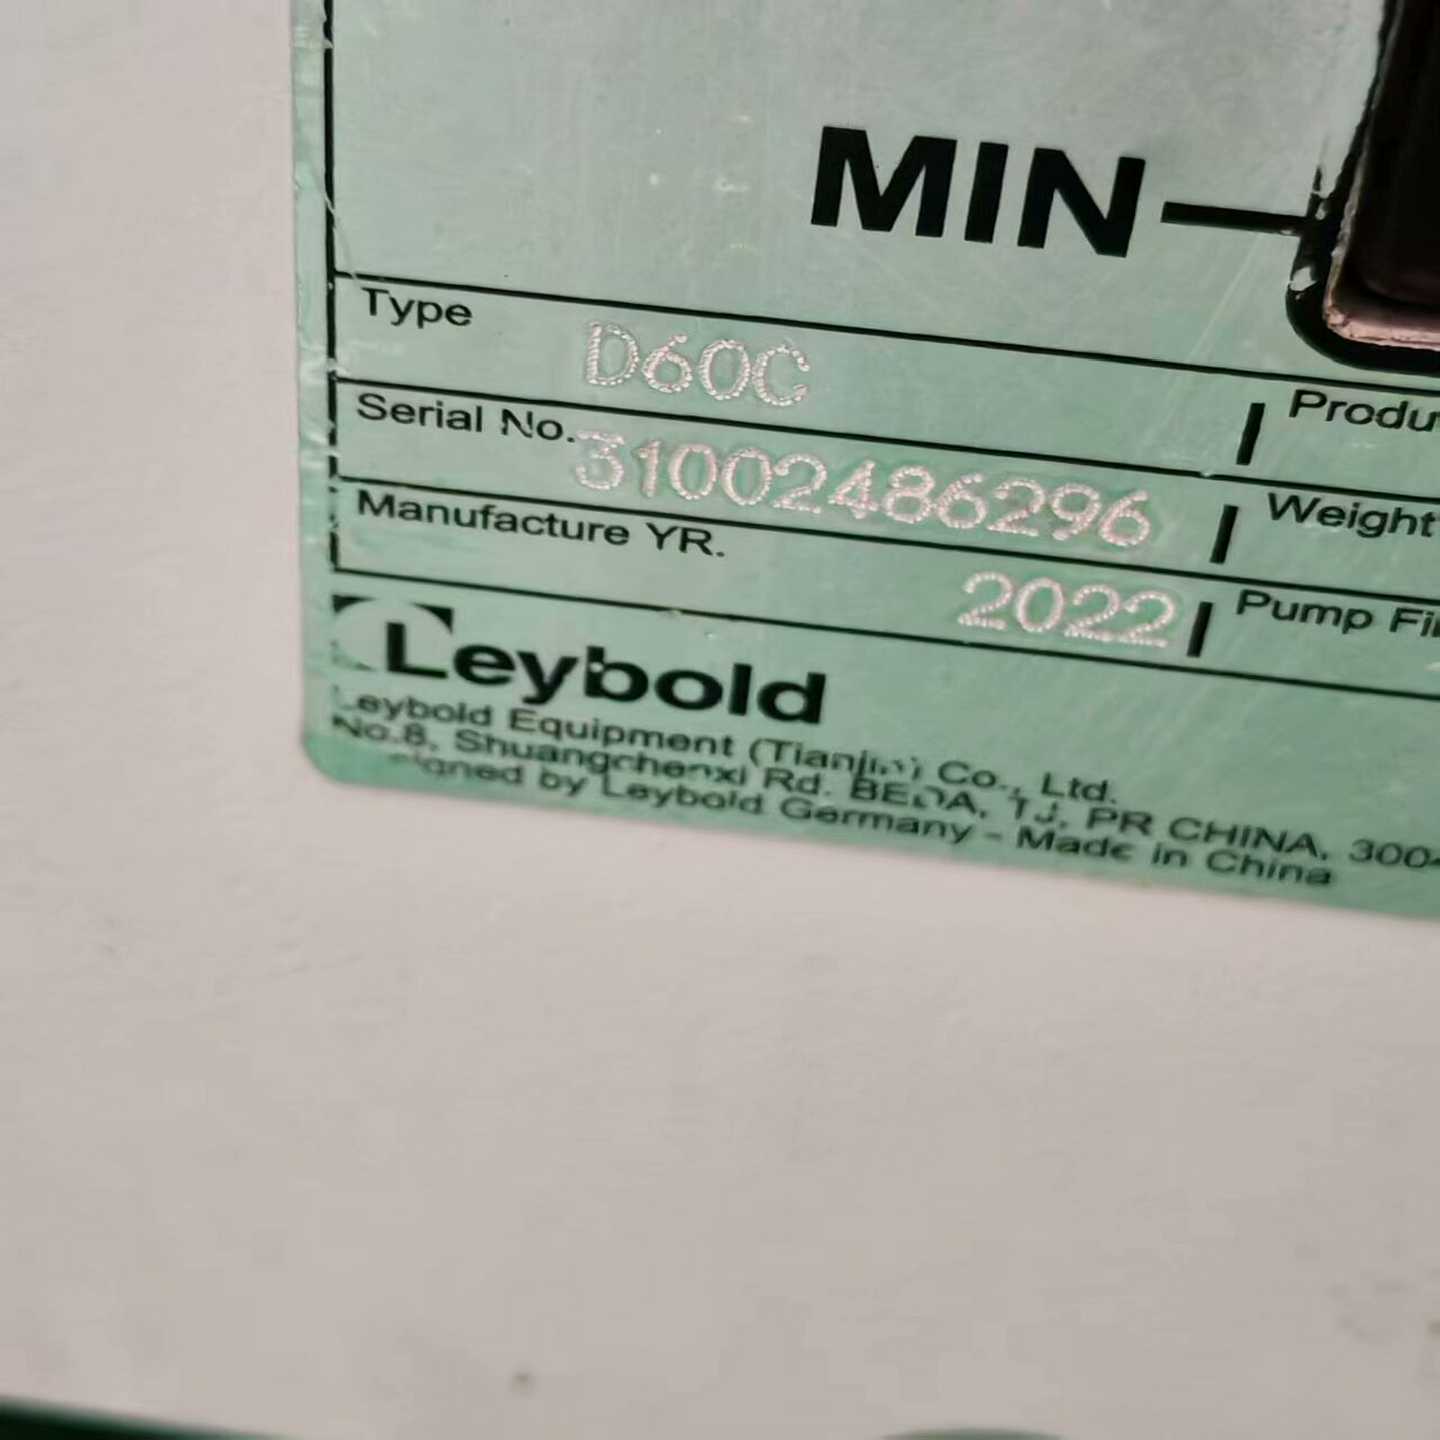 MIN
Type D60C
Produ
Serial No. 31002486296
Weight
Manufacture YR. 2022
Pump Fi
Leybold
Leybold Equipment (Tianjin) Co., Ltd.
No.8, Shuangchenxi Rd. BEDA, TJ, PR CHINA, 300
igned by Leybold Germany - Made in China